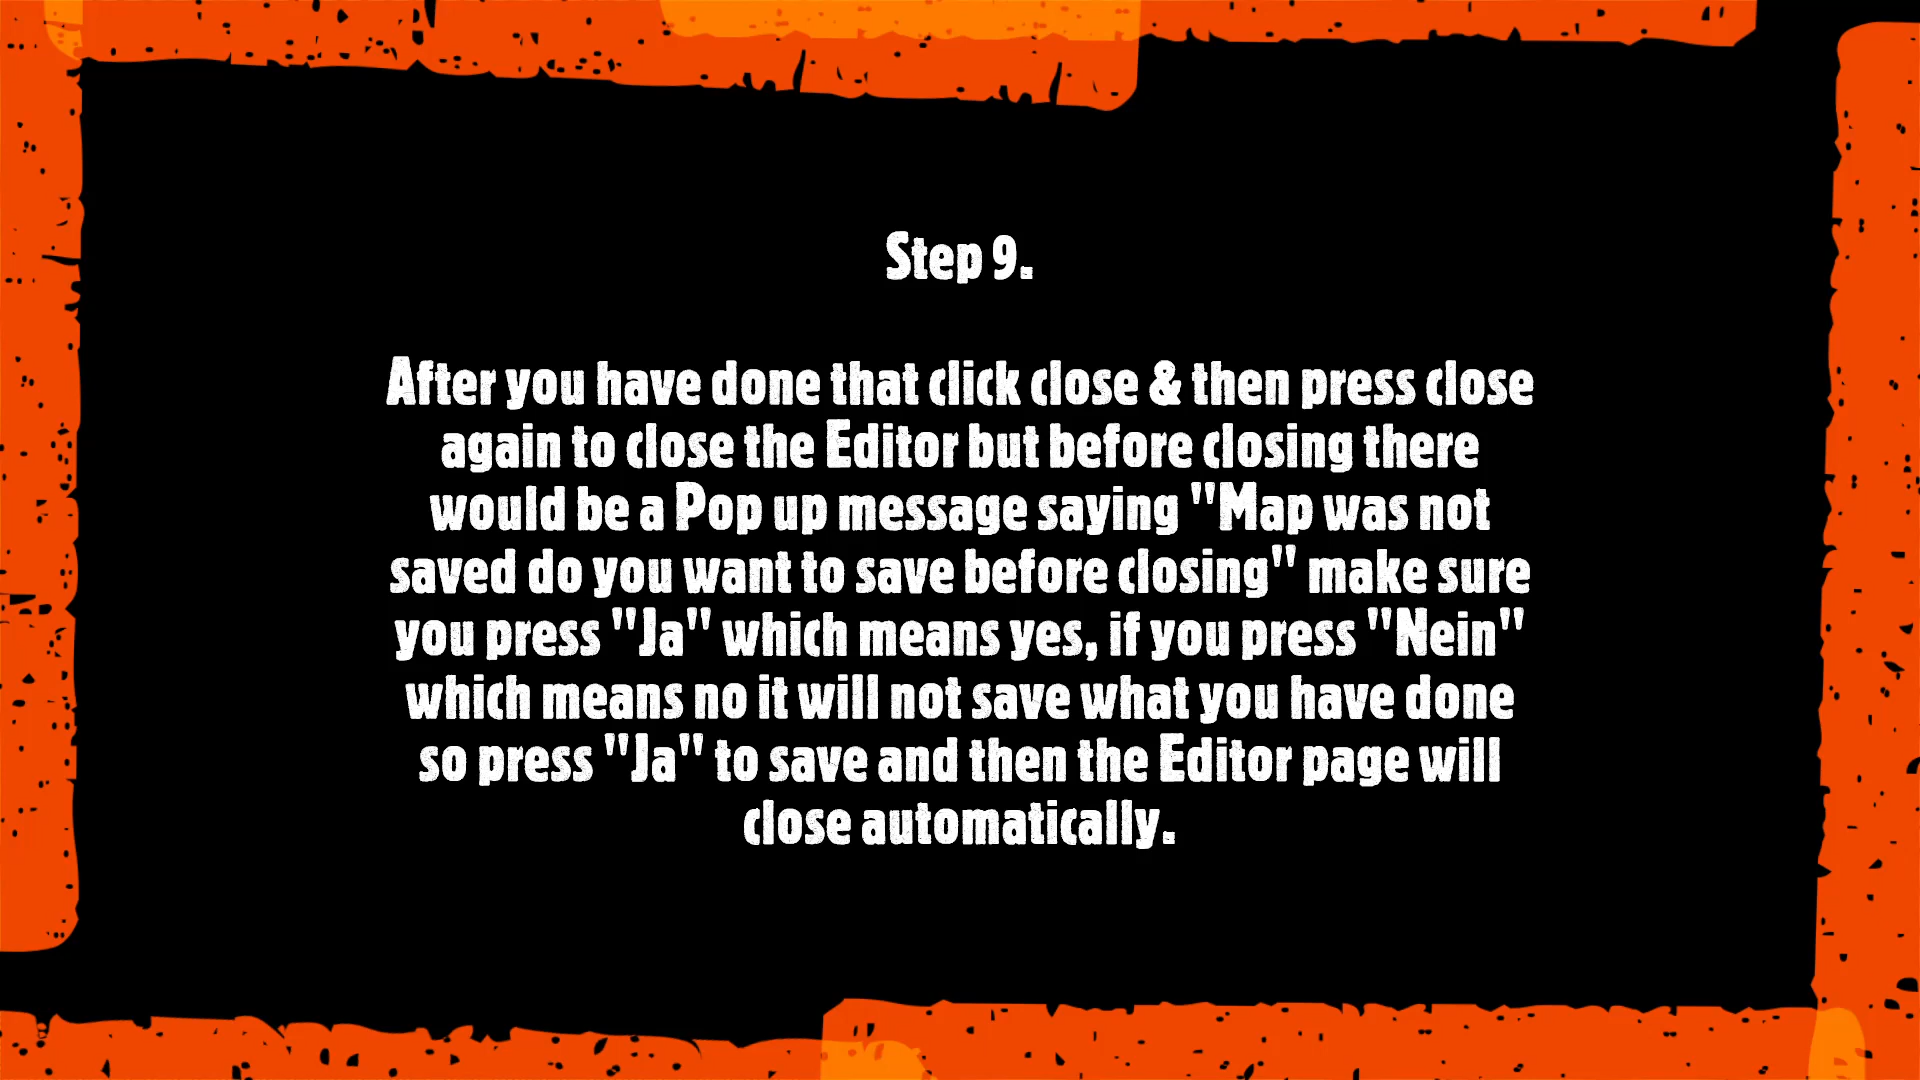 Step 9.
After you have done that click close & then press close
again to close the Editor but before closing there
would be a Pop up message saying "Map was not
saved do you want to save before closing" make sure
you press "Ja" which means yes, if you press "Nein"
which means no it will not save what you have done
so press "Ja" to save and then the Editor page will
close automatically.